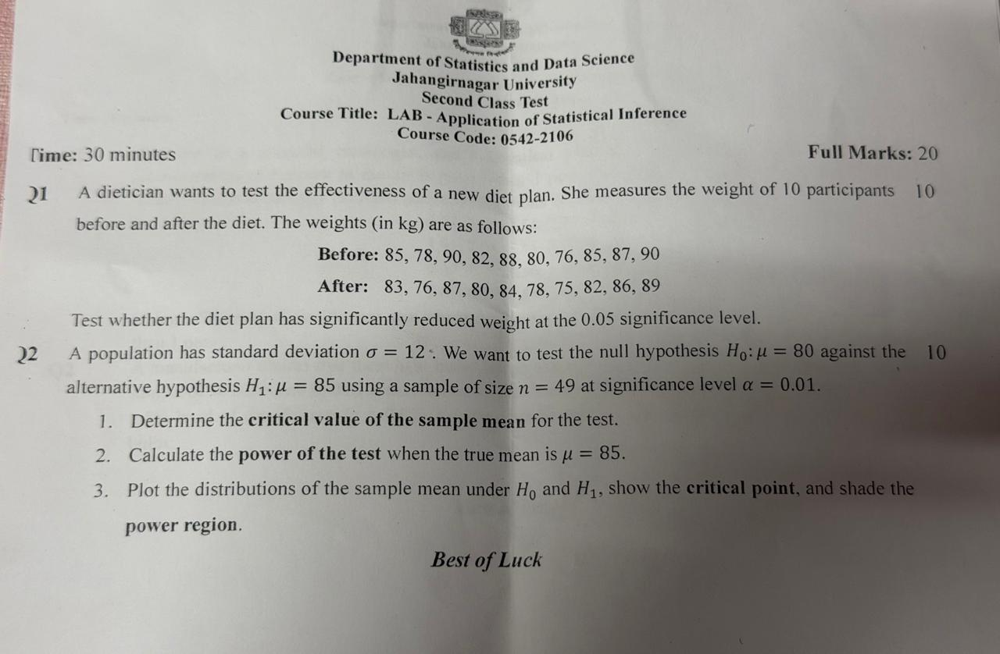 Department of Statistics and Data Science
Jahangirnagar University
Second Class Test
Course Title: LAB - Application of Statistical Inference
Course Code: 0542-2106
Time: 30 minutes Full Marks: 20
Q1 A dietician wants to test the effectiveness of a new diet plan. She measures the weight of 10 participants 10
before and after the diet. The weights (in kg) are as follows:
Before: 85, 78, 90, 82, 88, 80, 76, 85, 87, 90
After: 83, 76, 87, 80, 84, 78, 75, 82, 86, 89
Test whether the diet plan has significantly reduced weight at the 0.05 significance level.
Q2 A population has standard deviation σ = 12 . We want to test the null hypothesis H₀: μ = 80 against the 10
alternative hypothesis H₁: μ = 85 using a sample of size n = 49 at significance level α = 0.01.
1. Determine the critical value of the sample mean for the test.
2. Calculate the power of the test when the true mean is μ = 85.
3. Plot the distributions of the sample mean under H₀ and H₁, show the critical point, and shade the
power region.
Best of Luck